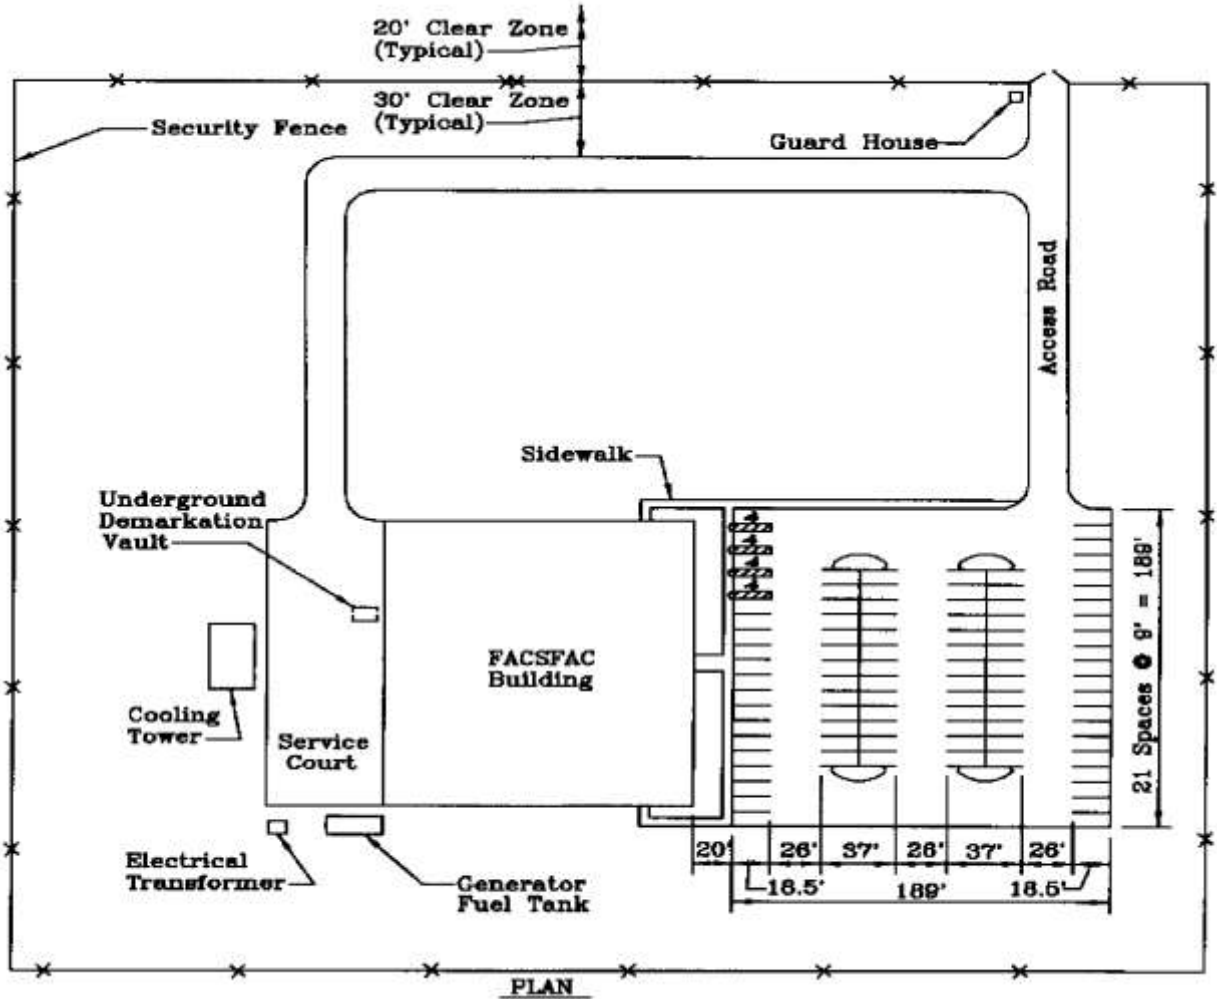 20' Clear Zone
(Typical)
30' Clear Zone
(Typical)
Security Fence
Guard House
Access Road
Sidewalk
Underground
Demarkation
Vault
FACSFAC
Building
Cooling
Tower
Service
Court
21 Spaces @ 9' = 189'
20' 26' 37' 26' 37' 26'
18.5' 189' 18.5'
Electrical
Transformer
Generator
Fuel Tank
PLAN